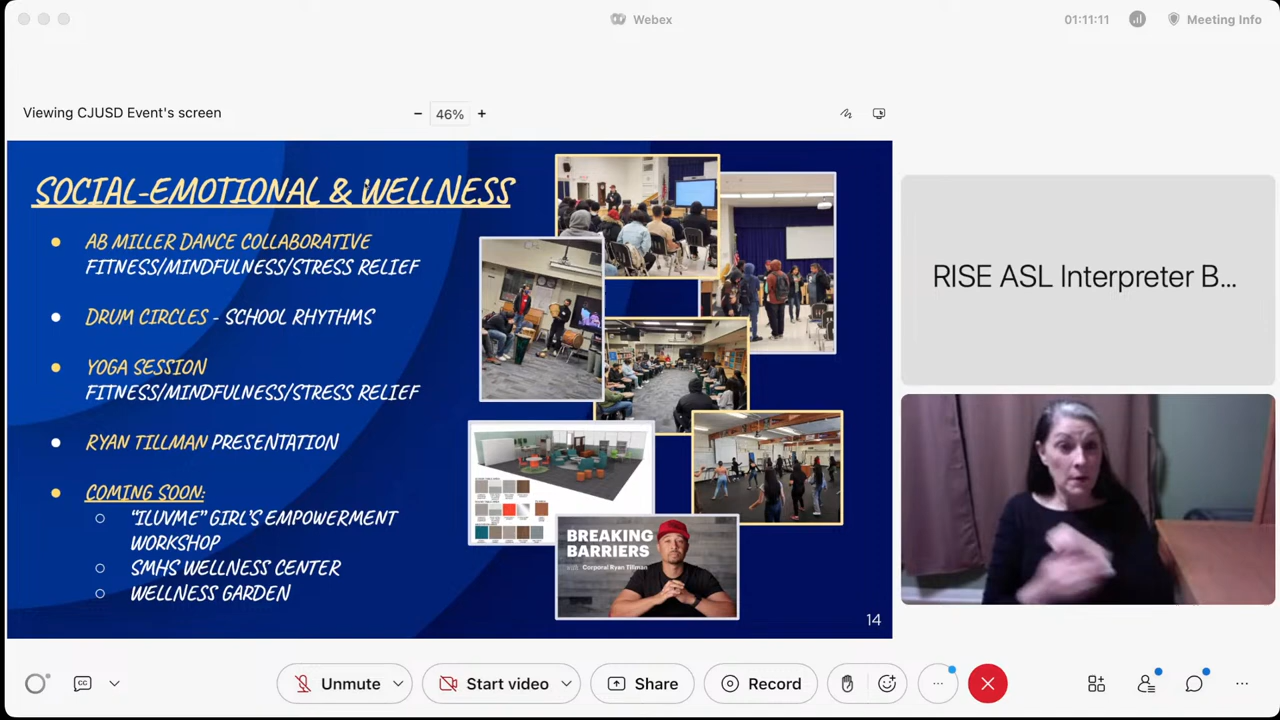 Webex
01:11:11
Meeting Info
Viewing CJUSD Event's screen
− 46% +
SOCIAL-EMOTIONAL & WELLNESS
• AB MILLER DANCE COLLABORATIVE
FITNESS/MINDFULNESS/STRESS RELIEF
• DRUM CIRCLES - SCHOOL RHYTHMS
• YOGA SESSION
FITNESS/MINDFULNESS/STRESS RELIEF
• RYAN TILLMAN PRESENTATION
• COMING SOON:
○ “ILUVME” GIRL’S EMPOWERMENT
WORKSHOP
○ SMHS WELLNESS CENTER
○ WELLNESS GARDEN
BREAKING
BARRIERS
with Corporal Ryan Tillman
14
RISE ASL Interpreter B...
CC
Unmute
Start video
Share
Record